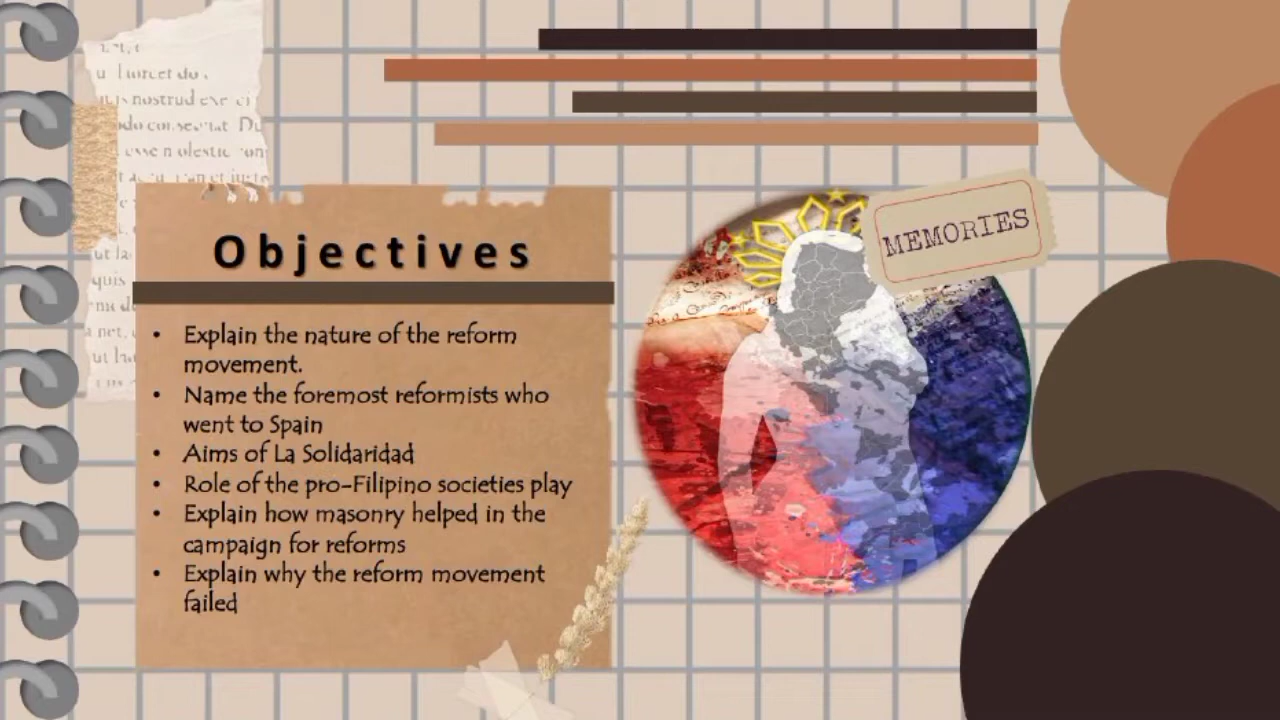 Objectives
• Explain the nature of the reform
movement.
• Name the foremost reformists who
went to Spain
• Aims of La Solidaridad
• Role of the pro-Filipino societies play
• Explain how masonry helped in the
campaign for reforms
• Explain why the reform movement
failed
MEMORIES